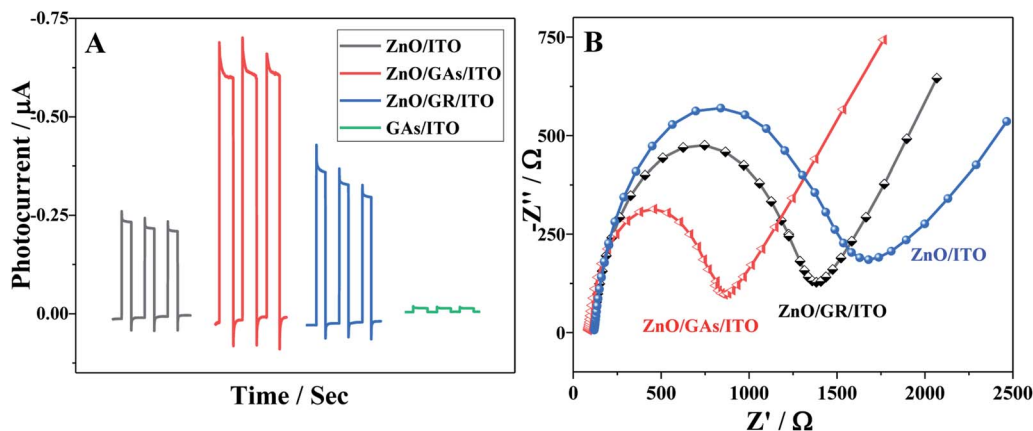 A
ZnO/ITO
ZnO/GAs/ITO
ZnO/GR/ITO
GAs/ITO
-0.75
-0.50
-0.25
0.00
Photocurrent / μA
Time / Sec
B
750
500
250
0
-Z'' / Ω
ZnO/ITO
ZnO/GR/ITO
ZnO/GAs/ITO
0 500 1000 1500 2000 2500
Z' / Ω